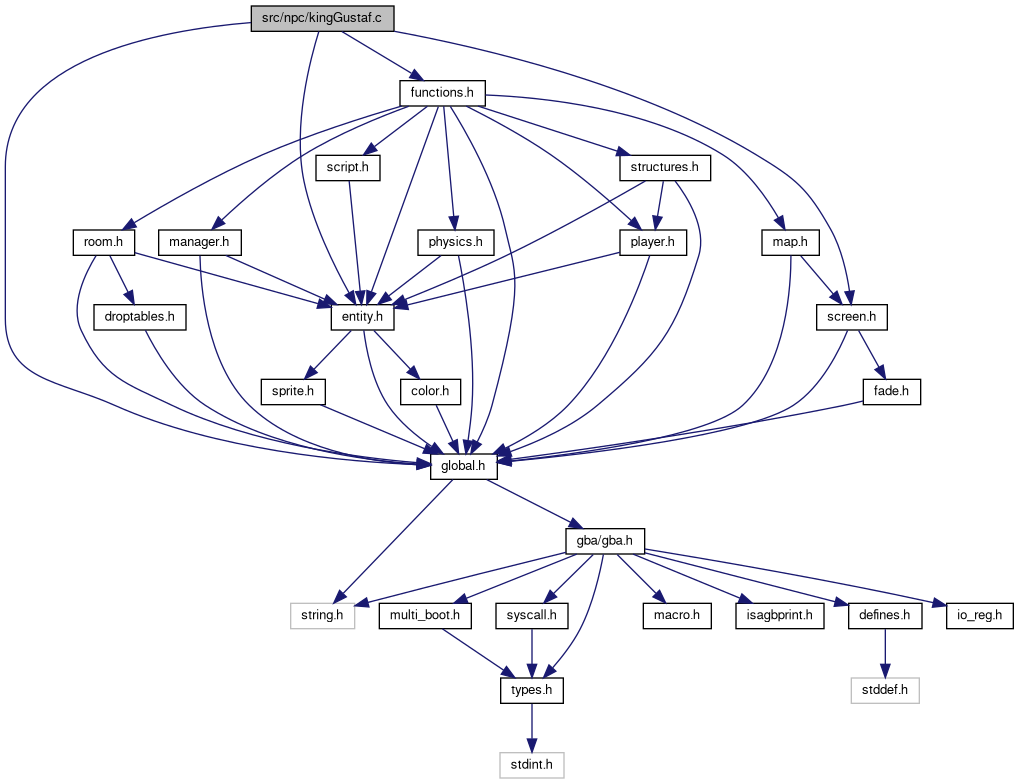 src/npc/kingGustaf.c
functions.h
script.h
structures.h
room.h
manager.h
physics.h
player.h
map.h
droptables.h
entity.h
screen.h
sprite.h
color.h
fade.h
global.h
gba/gba.h
string.h
multi_boot.h
syscall.h
macro.h
isagbprint.h
defines.h
io_reg.h
types.h
stddef.h
stdint.h